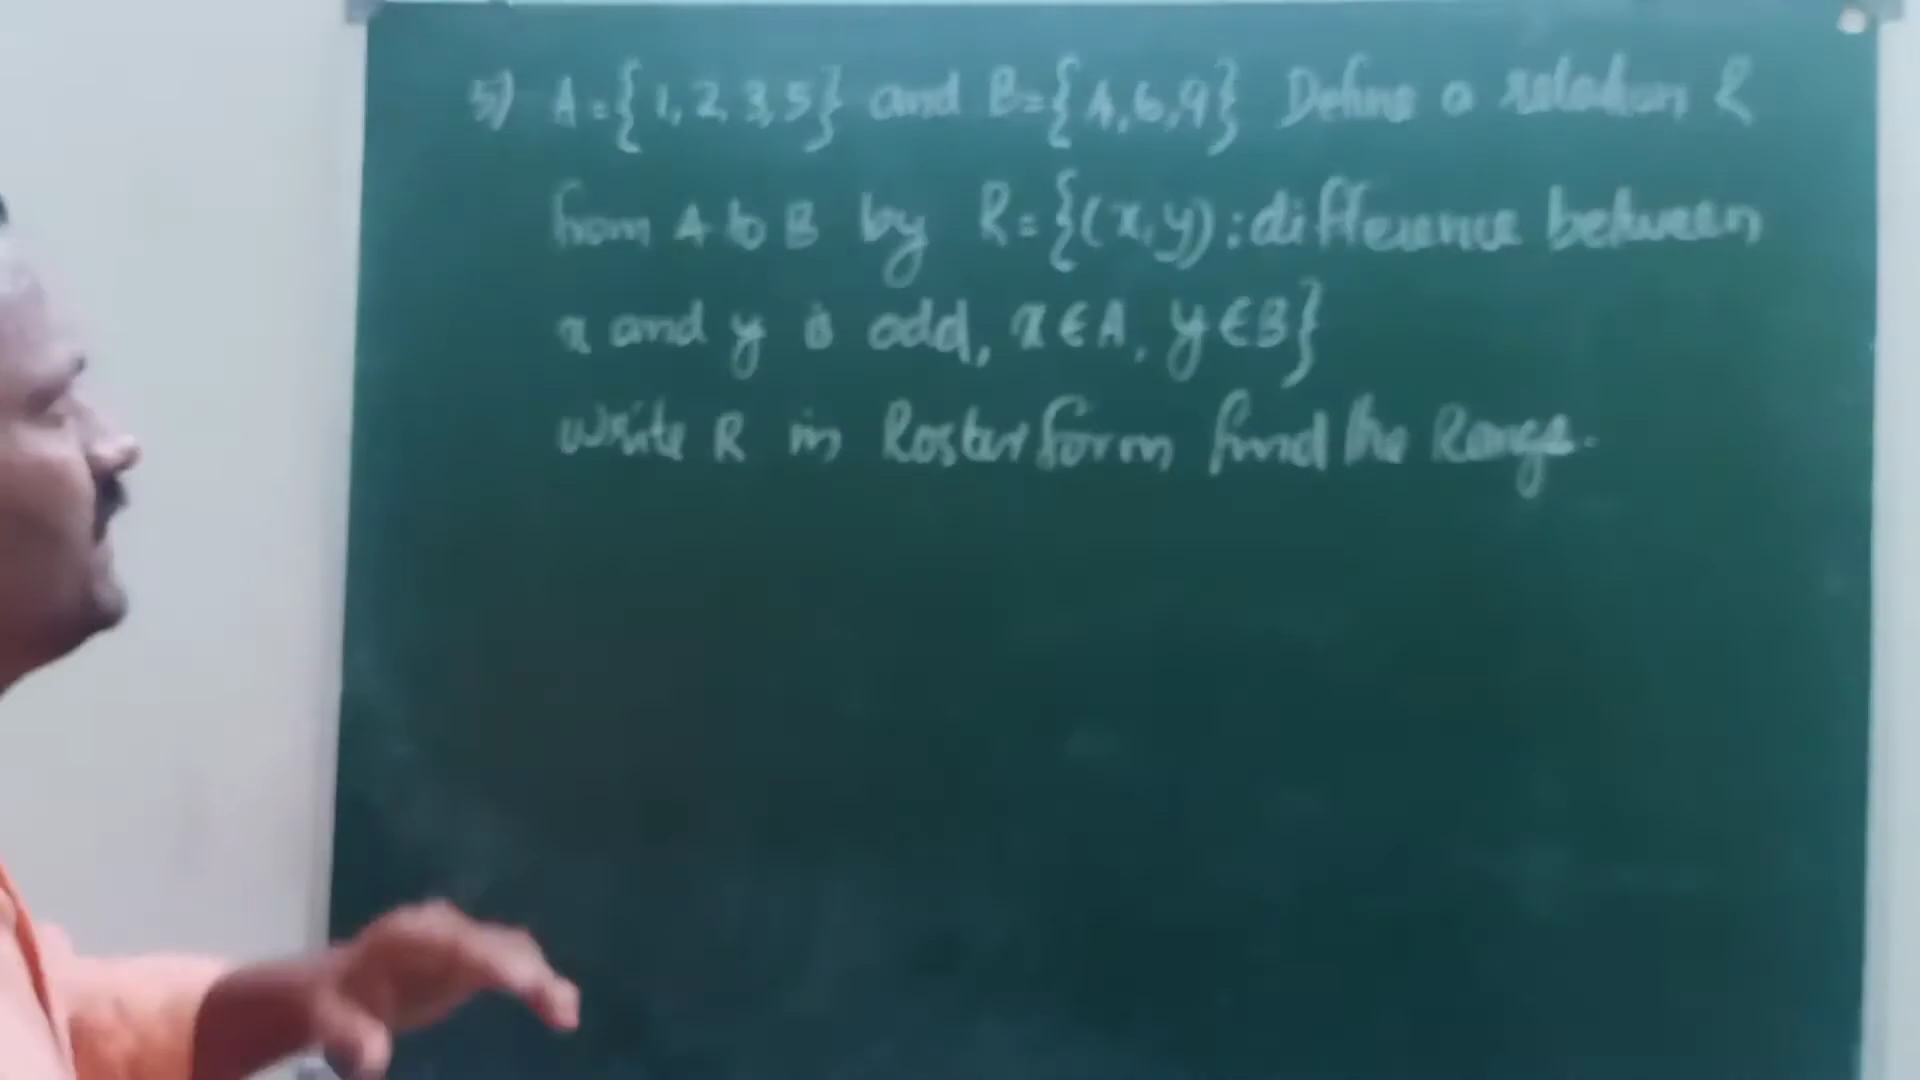 5) A = { 1, 2, 3, 5 } and B = { 4, 6, 9 } Define a relation R
from A to B by R = { (x, y) : difference between
x and y is odd, x ∈ A, y ∈ B }
write R in Roster form find the Range.